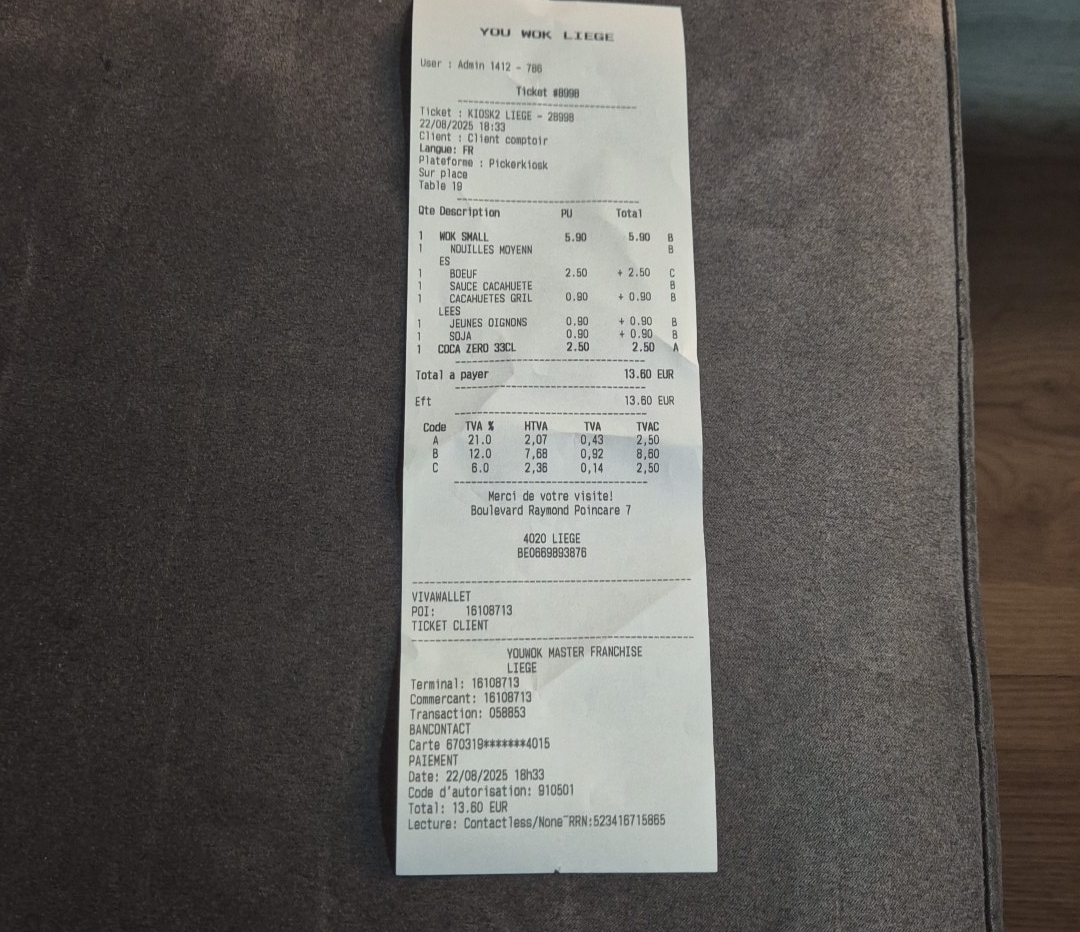 YOU WOK LIEGE
User : Admin 1412 - 786
Ticket #8998
Ticket : KIOSK2 LIEGE - 28998
22/08/2025 18:33
Client : Client comptoir
Langue: FR
Plateforme : Pickerkiosk
Sur place
Table 19
Qte Description PU Total
1 WOK SMALL 5.90 5.90 B
1 NOUILLES MOYENN B
ES
1 BOEUF 2.50 + 2.50 C
1 SAUCE CACAHUETE B
1 CACAHUETES GRIL 0.90 + 0.90 B
LEES
1 JEUNES OIGNONS 0.90 + 0.90 B
1 SOJA 0.90 + 0.90 B
1 COCA ZERO 33CL 2.50 2.50 A
Total a payer 13.60 EUR
Eft 13.60 EUR
Code TVA % HTVA TVA TVAC
A 21.0 2,07 0,43 2,50
B 12.0 7,68 0,92 8,60
C 6.0 2,36 0,14 2,50
Merci de votre visite!
Boulevard Raymond Poincare 7
4020 LIEGE
BE0669893876
VIVAWALLET
POI: 16108713
TICKET CLIENT
YOUWOK MASTER FRANCHISE
LIEGE
Terminal: 16108713
Commercant: 16108713
Transaction: 058853
BANCONTACT
Carte 670319*******4015
PAIEMENT
Date: 22/08/2025 18h33
Code d'autorisation: 910501
Total: 13.60 EUR
Lecture: Contactless/None~RRN:523416715865